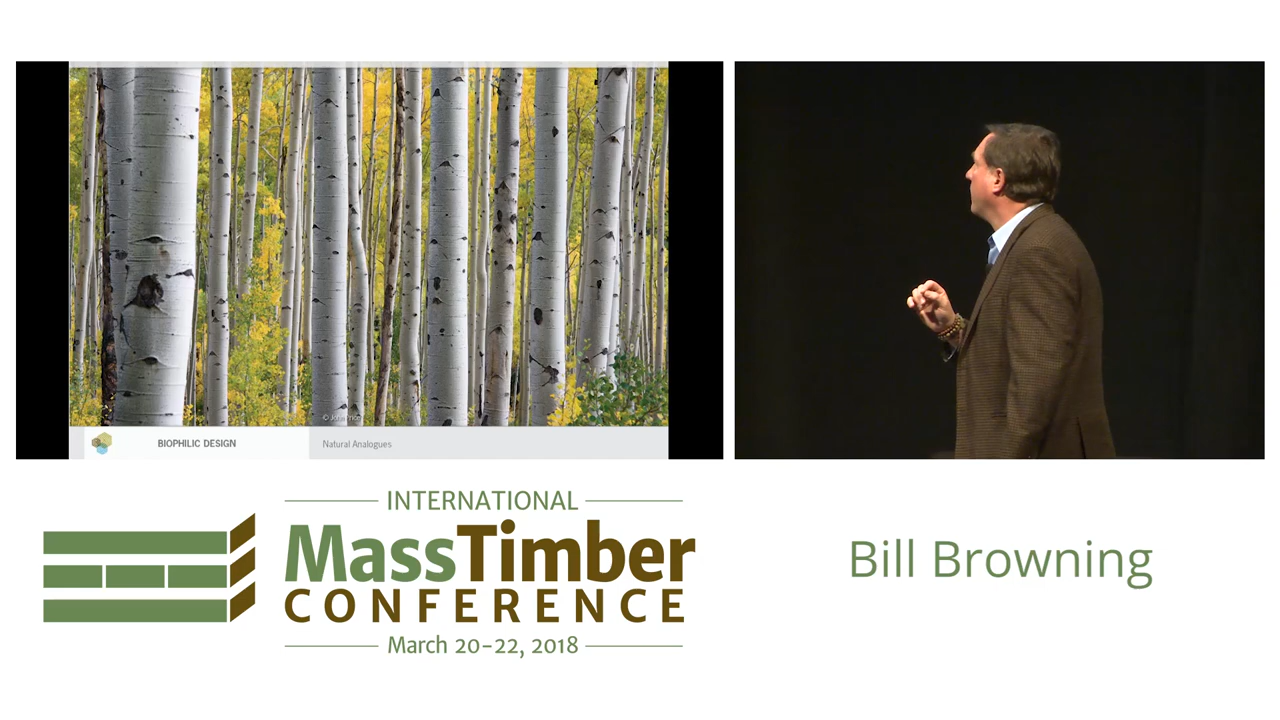 BIOPHILIC DESIGN
Natural Analogues
INTERNATIONAL
MassTimber
CONFERENCE
March 20–22, 2018
Bill Browning